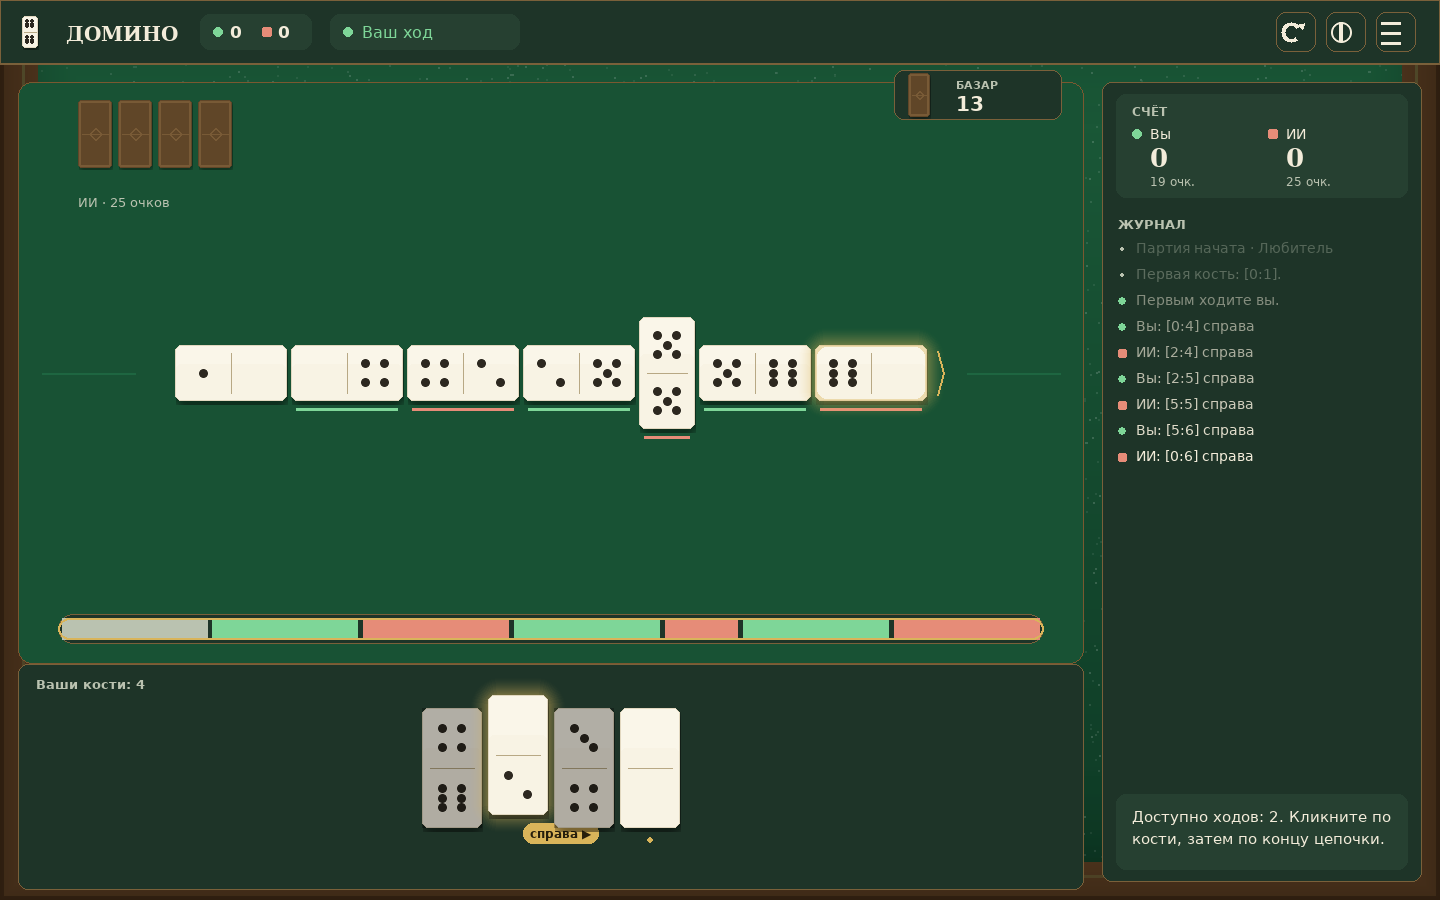 ДОМИНО
0 0
Ваш ход
БАЗАР
13
ИИ · 25 очков
СЧЁТ
Вы ИИ
0 0
19 очк. 25 очк.
ЖУРНАЛ
Партия начата · Любитель
Первая кость: [0:1].
Первым ходите вы.
Вы: [0:4] справа
ИИ: [2:4] справа
Вы: [2:5] справа
ИИ: [5:5] справа
Вы: [5:6] справа
ИИ: [0:6] справа
Ваши кости: 4
справа ▶
Доступно ходов: 2. Кликните по
кости, затем по концу цепочки.